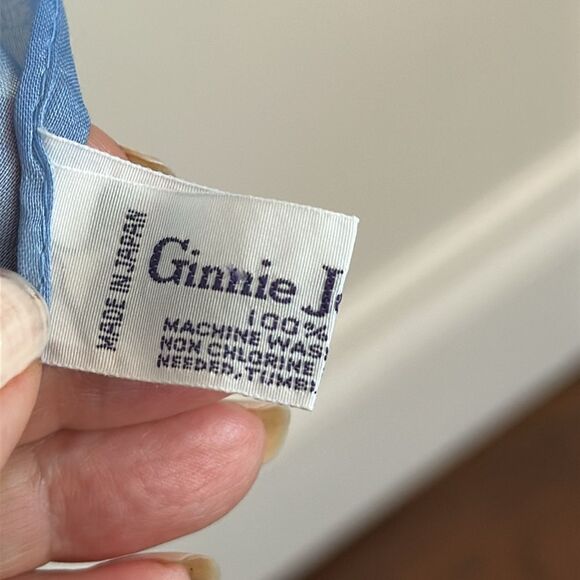 MADE IN JAPAN
Ginnie J
100%
MACHINE WAS
NON CHLORINE
NEEDED, TUMBL